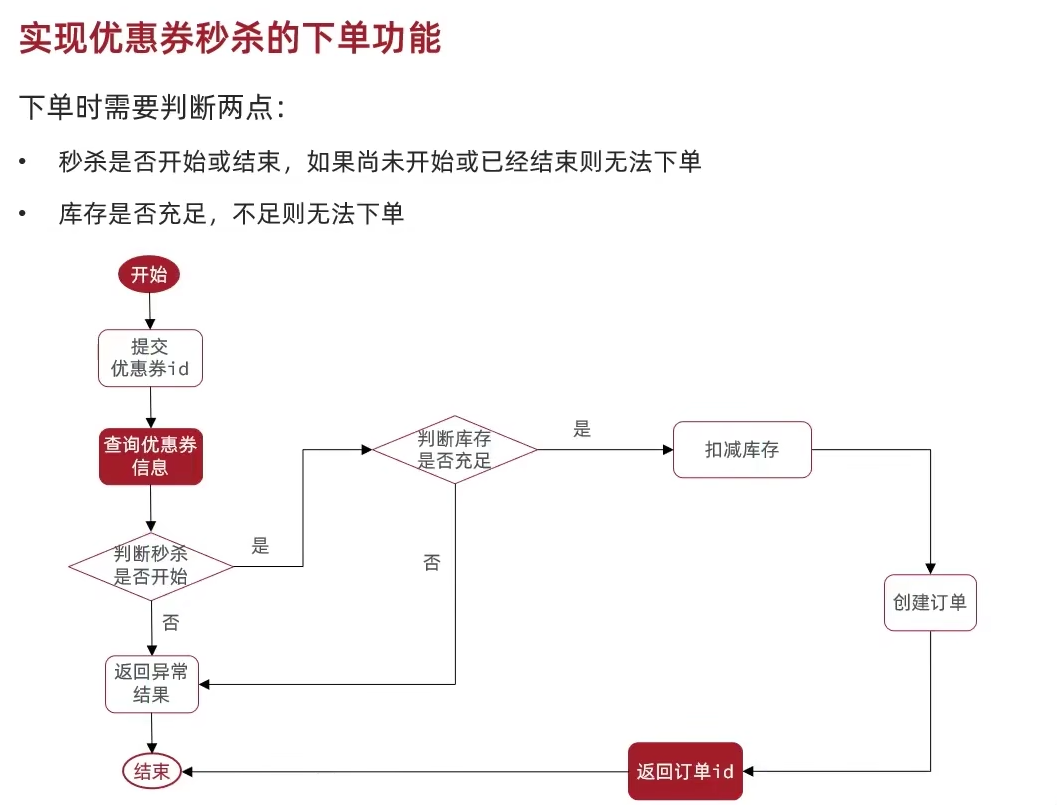 实现优惠券秒杀的下单功能
下单时需要判断两点：
• 秒杀是否开始或结束，如果尚未开始或已经结束则无法下单
• 库存是否充足，不足则无法下单
开始
提交
优惠券id
查询优惠券
信息
判断秒杀
是否开始
是
否
返回异常
结果
结束
判断库存
是否充足
是
否
扣减库存
创建订单
返回订单id